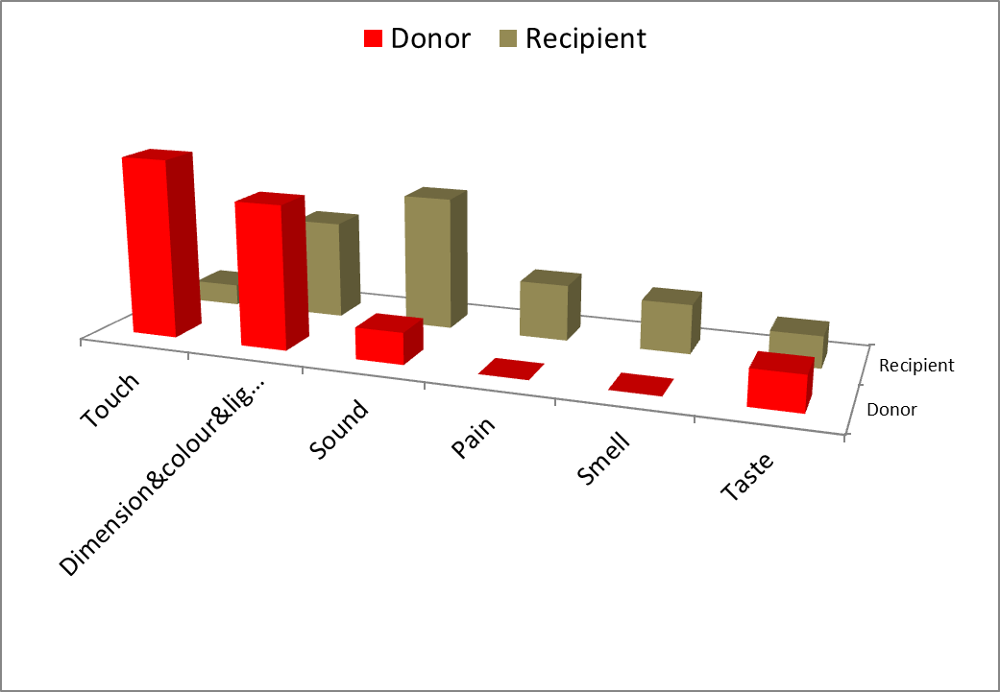 Donor Recipient
Recipient
Donor
Touch
Dimension&colour&lig...
Sound
Pain
Smell
Taste